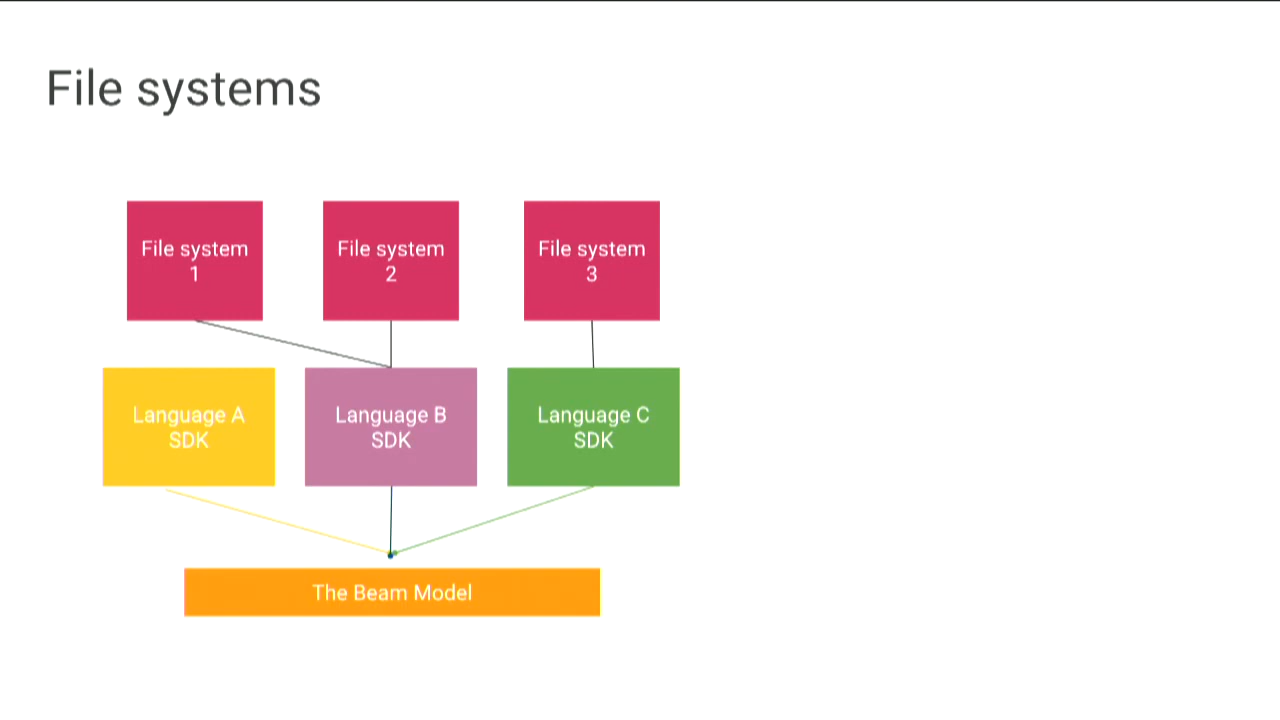 File systems
File system
1
File system
2
File system
3
Language A
SDK
Language B
SDK
Language C
SDK
The Beam Model